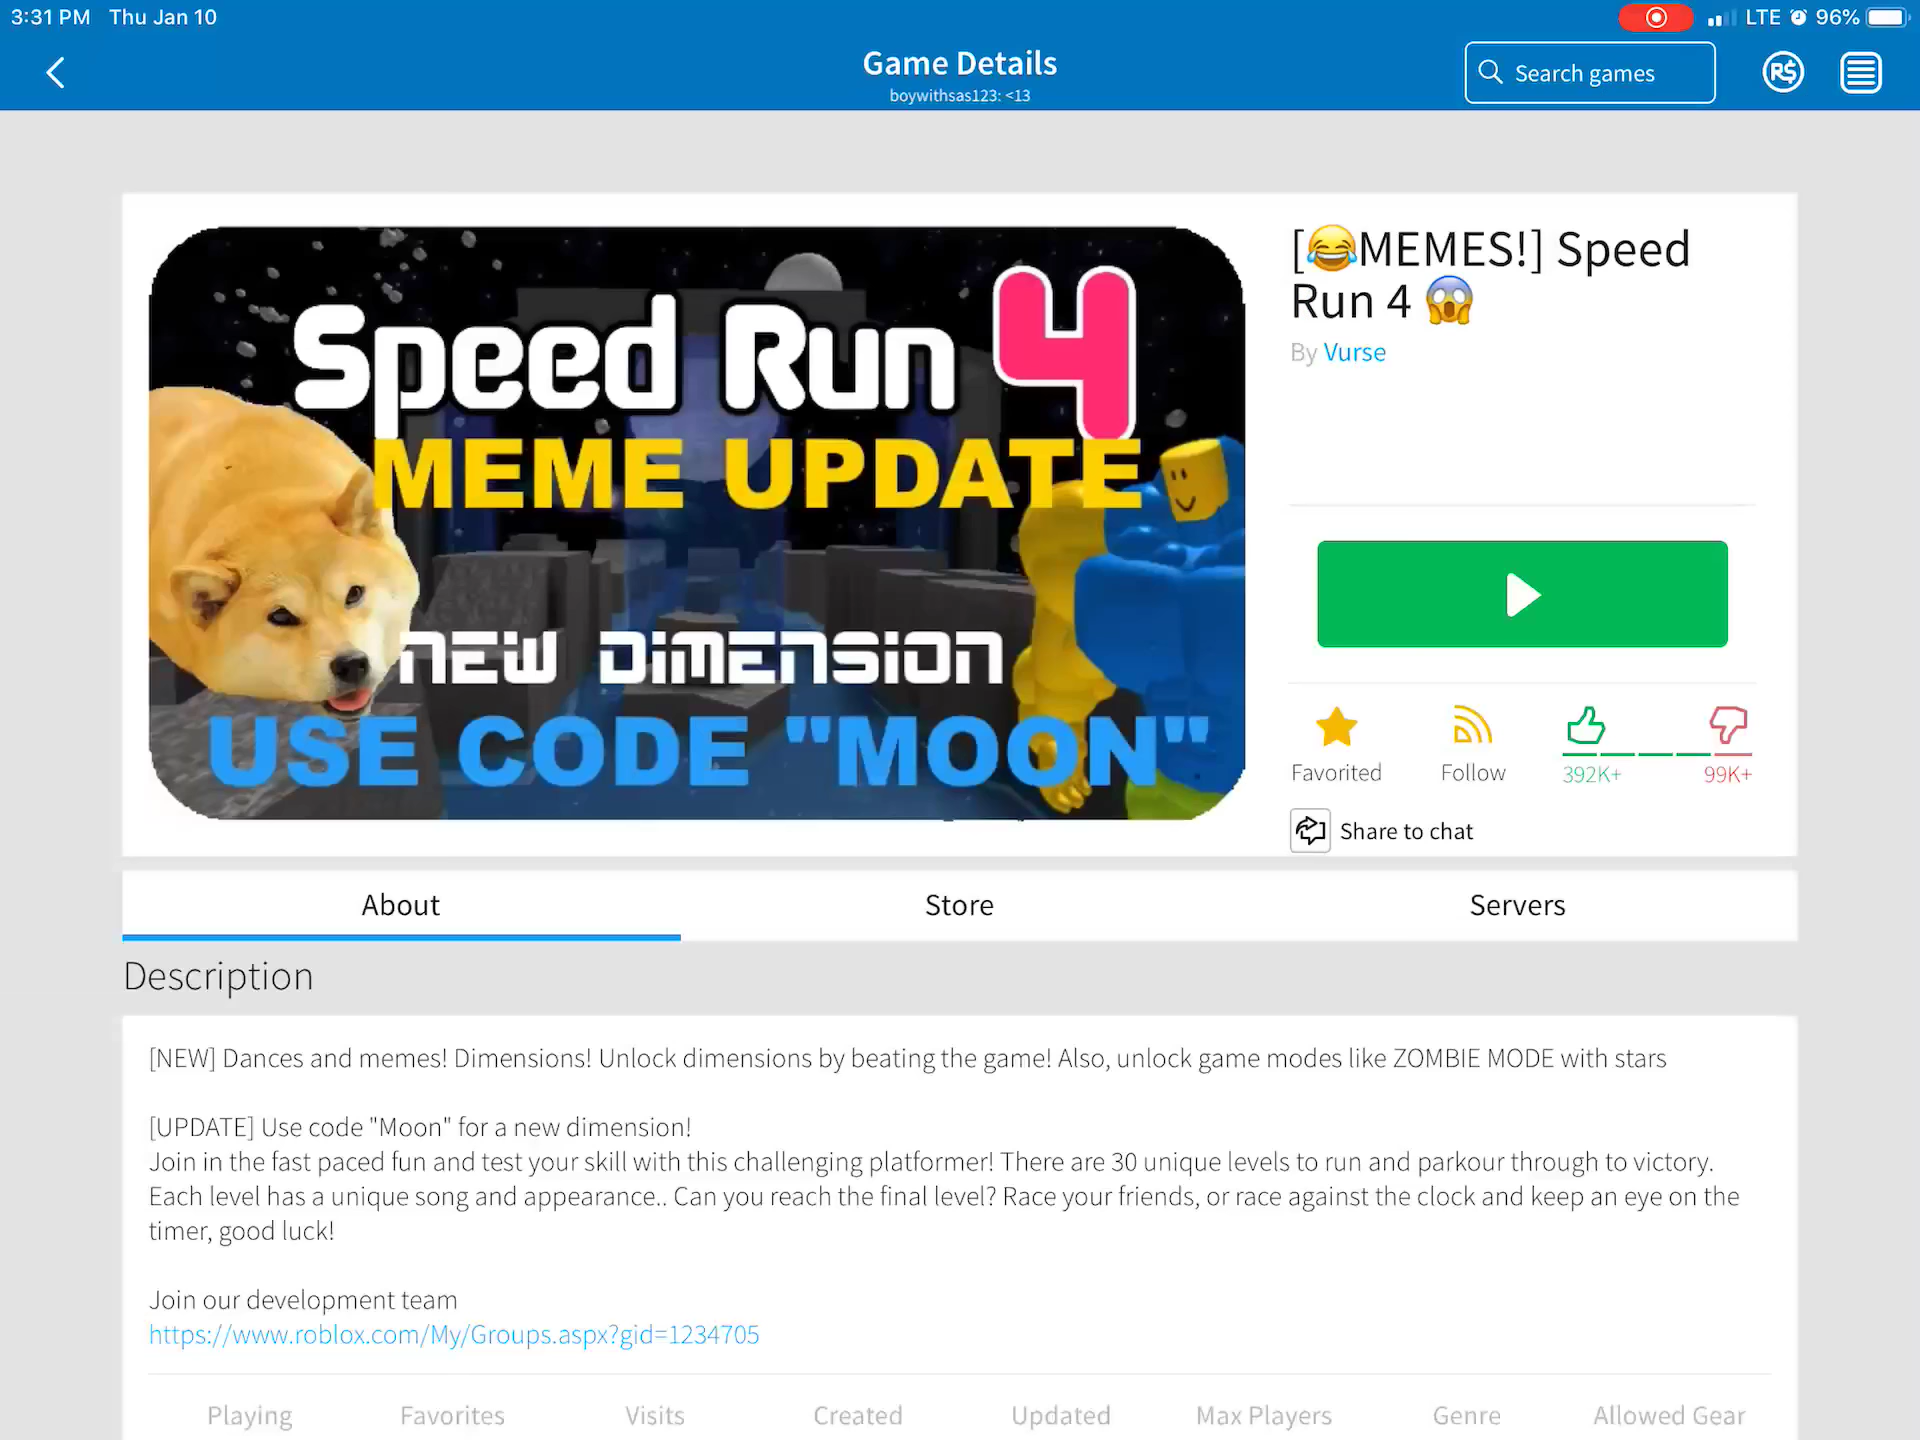 3:31 PM Thu Jan 10
LTE 96%
Game Details
boywithsas123: <13
Search games
R$
Speed Run 4
MEME UPDATE
NEW DIMENSION
USE CODE "MOON"
[😂MEMES!] Speed
Run 4 😱
By Vurse
Favorited
Follow
392K+
99K+
Share to chat
About
Store
Servers
Description
[NEW] Dances and memes! Dimensions! Unlock dimensions by beating the game! Also, unlock game modes like ZOMBIE MODE with stars
[UPDATE] Use code "Moon" for a new dimension!
Join in the fast paced fun and test your skill with this challenging platformer! There are 30 unique levels to run and parkour through to victory.
Each level has a unique song and appearance.. Can you reach the final level? Race your friends, or race against the clock and keep an eye on the
timer, good luck!
Join our development team
https://www.roblox.com/My/Groups.aspx?gid=1234705
Playing
Favorites
Visits
Created
Updated
Max Players
Genre
Allowed Gear